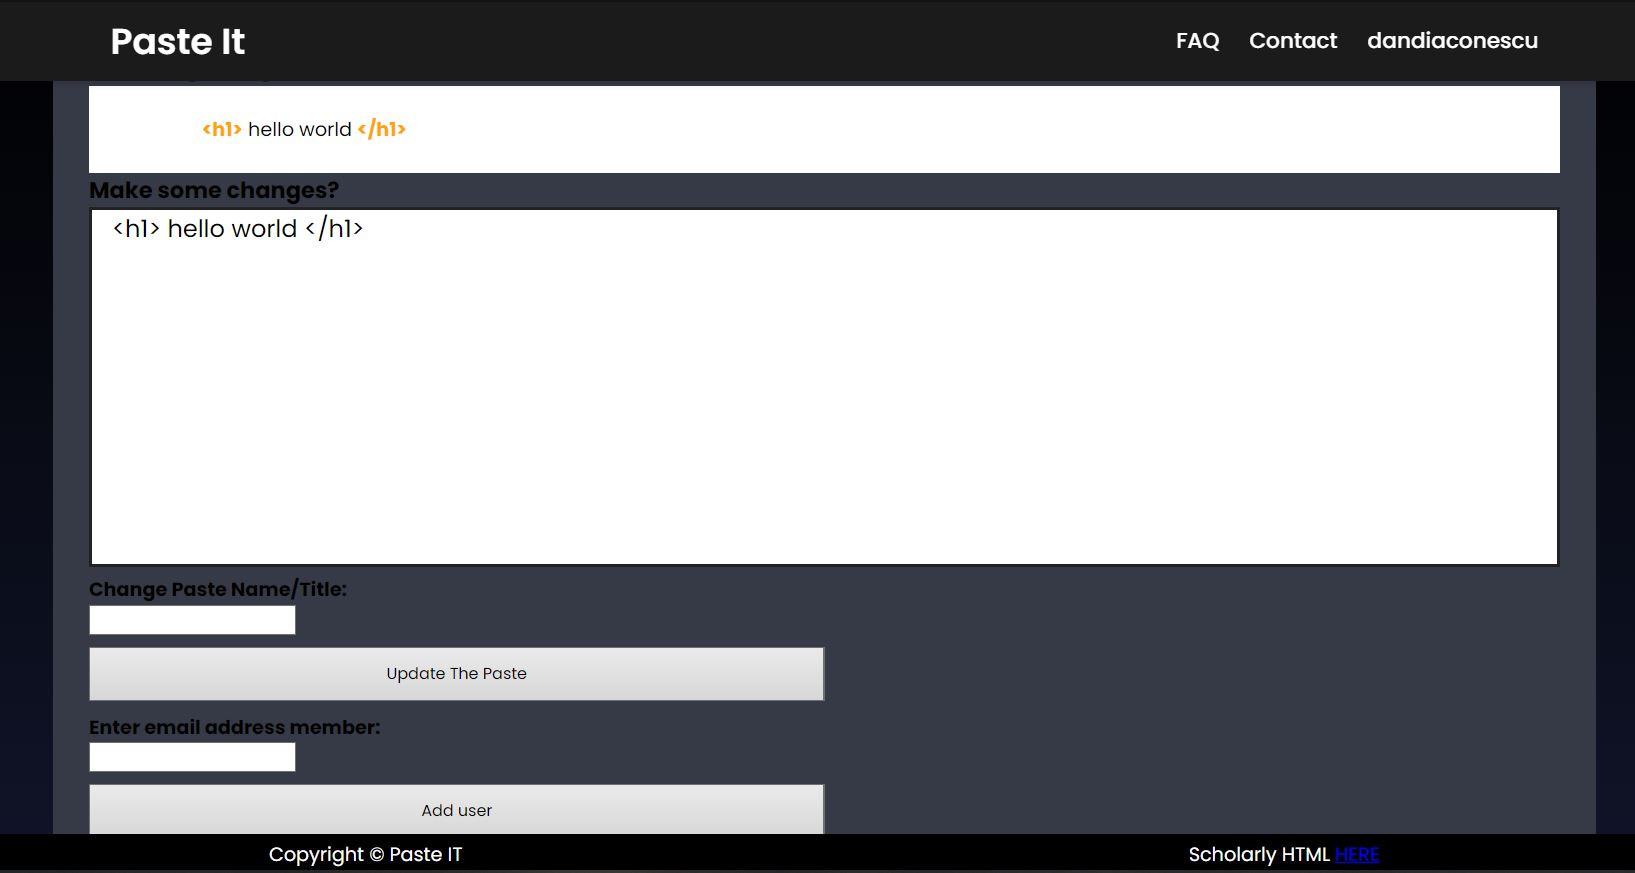 Paste It
FAQ Contact dandiaconescu
<h1> hello world </h1>
Make some changes?
<h1> hello world </h1>
Change Paste Name/Title:
Update The Paste
Enter email address member:
Add user
Copyright © Paste IT
Scholarly HTML HERE